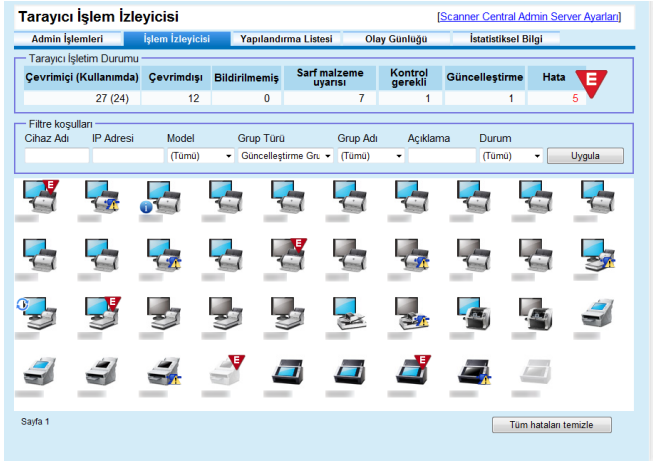 Tarayıcı İşlem İzleyicisi
[Scanner Central Admin Server Ayarları]
Admin İşlemleri İşlem İzleyicisi Yapılandırma Listesi Olay Günlüğü İstatistiksel Bilgi
Tarayıcı İşletim Durumu
Çevrimiçi (Kullanımda) Çevrimdışı Bildirilmemiş Sarf malzeme uyarısı Kontrol gerekli Güncelleştirme Hata E
27 (24) 12 0 7 1 1 5
Filtre koşulları
Cihaz Adı IP Adresi Model Grup Türü Grup Adı Açıklama Durum
(Tümü) Güncelleştirme Gru (Tümü) (Tümü) Uygula
E
i
E
E
E E
Sayfa 1
Tüm hataları temizle